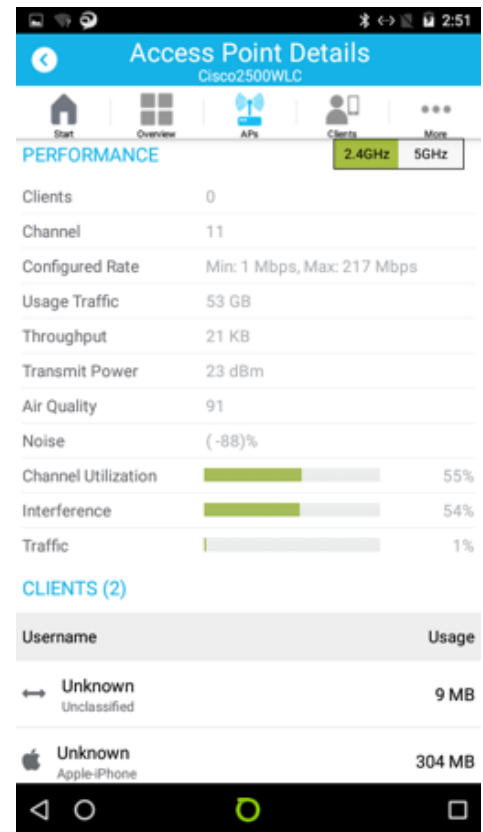 2:51
Access Point Details
Cisco2500WLC
Start Overview APs Clients More
PERFORMANCE 2.4GHz 5GHz
Clients 0
Channel 11
Configured Rate Min: 1 Mbps, Max: 217 Mbps
Usage Traffic 53 GB
Throughput 21 KB
Transmit Power 23 dBm
Air Quality 91
Noise (-88)%
Channel Utilization 55%
Interference 54%
Traffic 1%
CLIENTS (2)
Username Usage
Unknown 9 MB
Unclassified
Unknown 304 MB
Apple-iPhone